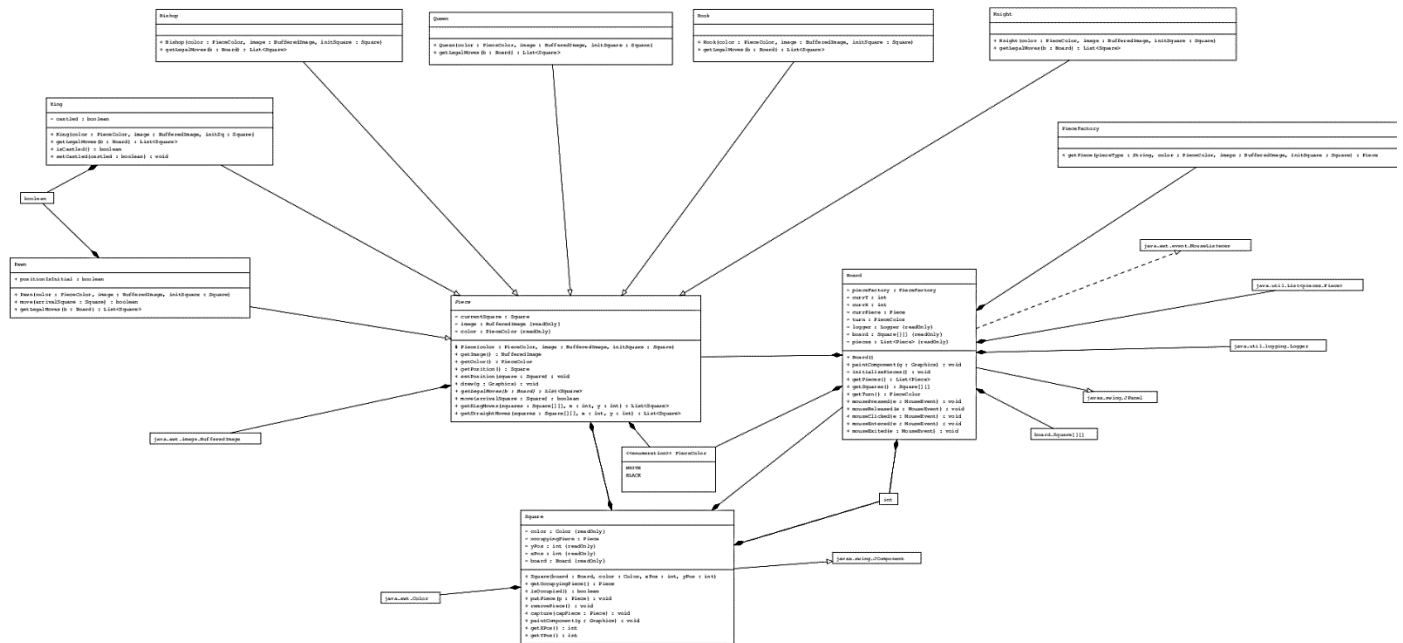 Bishop
+ Bishop(color : PieceColor, image : BufferedImage, initSquare : Square)
+ getLegalMoves(b : Board) : List<Square>
Queen
+ Queen(color : PieceColor, image : BufferedImage, initSquare : Square)
+ getLegalMoves(b : Board) : List<Square>
Rook
+ Rook(color : PieceColor, image : BufferedImage, initSquare : Square)
+ getLegalMoves(b : Board) : List<Square>
Knight
+ Knight(color : PieceColor, image : BufferedImage, initSquare : Square)
+ getLegalMoves(b : Board) : List<Square>
King
- castled : boolean
+ King(color : PieceColor, image : BufferedImage, initSq : Square)
+ getLegalMoves(b : Board) : List<Square>
+ isCastled() : boolean
+ setCastled(castled : boolean) : void
PieceFactory
+ getPiece(pieceType : String, color : PieceColor, image : BufferedImage, initSquare : Square) : Piece
boolean
Pawn
+ positionIsInitial : boolean
+ Pawn(color : PieceColor, image : BufferedImage, initSquare : Square)
+ move(arrivalSquare : Square) : boolean
+ getLegalMoves(b : Board) : List<Square>
java.awt.event.MouseListener
java.util.List<pieces.Piece>
java.util.logging.Logger
javax.swing.JPanel
board.Square[][]
Piece
- currentSquare : Square
- image : BufferedImage (readOnly)
- color : PieceColor (readOnly)
# Piece(color : PieceColor, image : BufferedImage, initSquare : Square)
+ getImage() : BufferedImage
+ getColor() : PieceColor
+ getPosition() : Square
+ setPosition(square : Square) : void
+ draw(g : Graphics) : void
+ getLegalMoves(b : Board) : List<Square>
+ move(arrivalSquare : Square) : boolean
+ getDiagMoves(squares : Square[][], x : int, y : int) : List<Square>
+ getStraightMoves(squares : Square[][], x : int, y : int) : List<Square>
Board
- pieceFactory : PieceFactory
- currY : int
- currX : int
- currPiece : Piece
- turn : PieceColor
- logger : Logger (readOnly)
- board : Square[][] (readOnly)
- pieces : List<Piece> (readOnly)
+ Board()
+ paintComponent(g : Graphics) : void
- initializePieces() : void
+ getPieces() : List<Piece>
+ getSquares() : Square[][]
+ getTurn() : PieceColor
+ mousePressed(e : MouseEvent) : void
+ mouseReleased(e : MouseEvent) : void
+ mouseClicked(e : MouseEvent) : void
+ mouseEntered(e : MouseEvent) : void
+ mouseExited(e : MouseEvent) : void
java.awt.image.BufferedImage
<<enumeration>> PieceColor
WHITE
BLACK
int
Square
- color : Color (readOnly)
- occupyingPiece : Piece
- yPos : int (readOnly)
- xPos : int (readOnly)
- board : Board (readOnly)
+ Square(board : Board, color : Color, xPos : int, yPos : int)
+ getOccupyingPiece() : Piece
+ isOccupied() : boolean
+ putPiece(p : Piece) : void
+ removePiece() : void
+ capture(capPiece : Piece) : void
+ paintComponent(g : Graphics) : void
+ getXPos() : int
+ getYPos() : int
javax.swing.JComponent
java.awt.Color